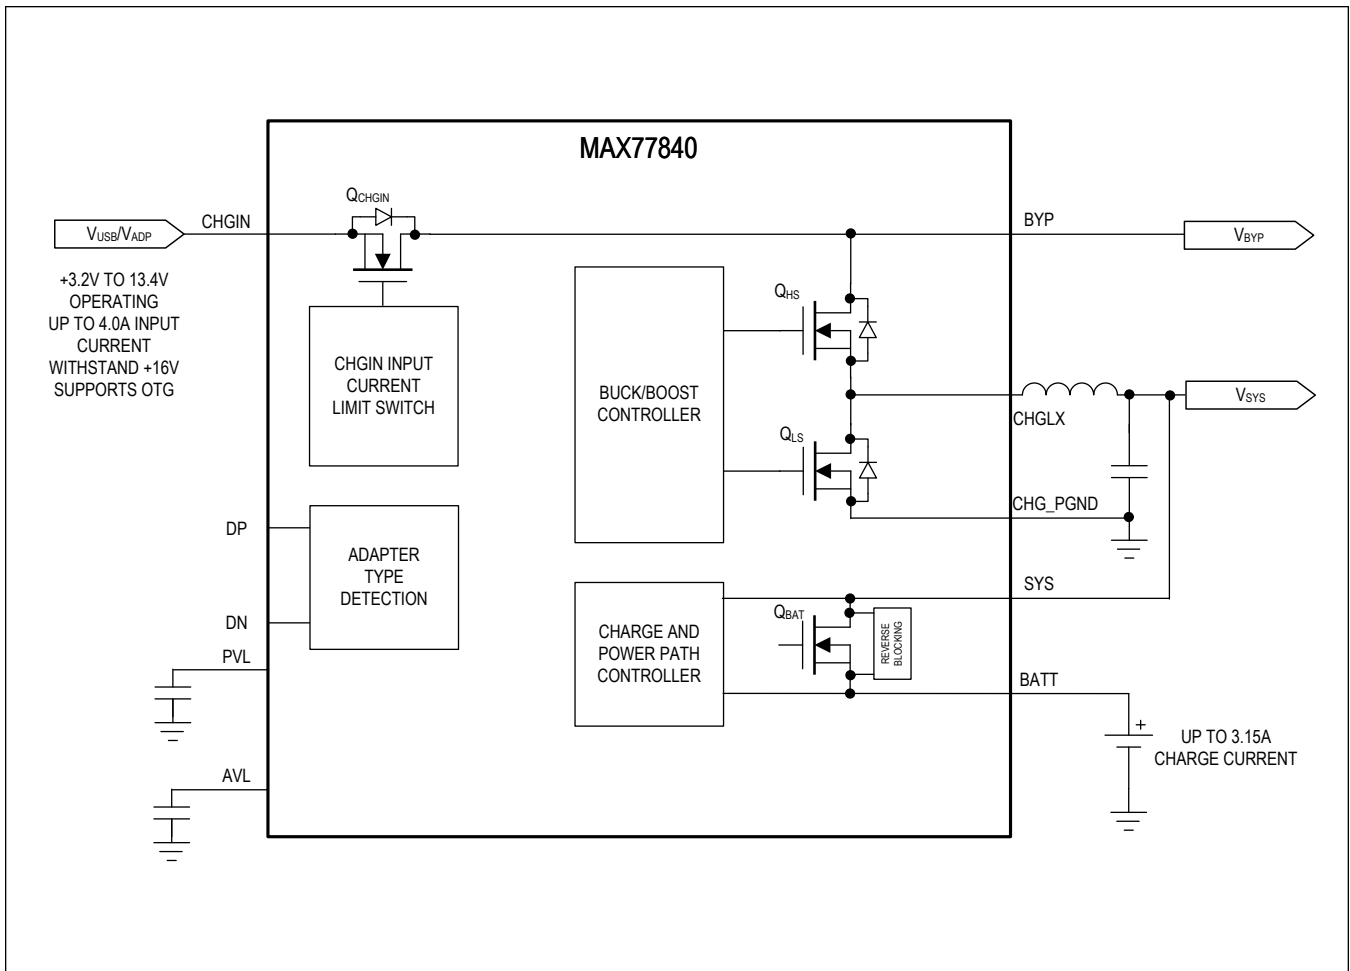 MAX77840
QCHGIN
CHGIN
BYP
VUSB/VADP
VBYP
+3.2V TO 13.4V
OPERATING
UP TO 4.0A INPUT
CURRENT
WITHSTAND +16V
SUPPORTS OTG
QHS
CHGIN INPUT
CURRENT
LIMIT SWITCH
BUCK/BOOST
CONTROLLER
VSYS
CHGLX
QLS
CHG_PGND
DP
ADAPTER
TYPE
DETECTION
DN
SYS
QBAT
REVERSE
BLOCKING
CHARGE AND
POWER PATH
CONTROLLER
PVL
BATT
+
UP TO 3.15A
CHARGE CURRENT
AVL